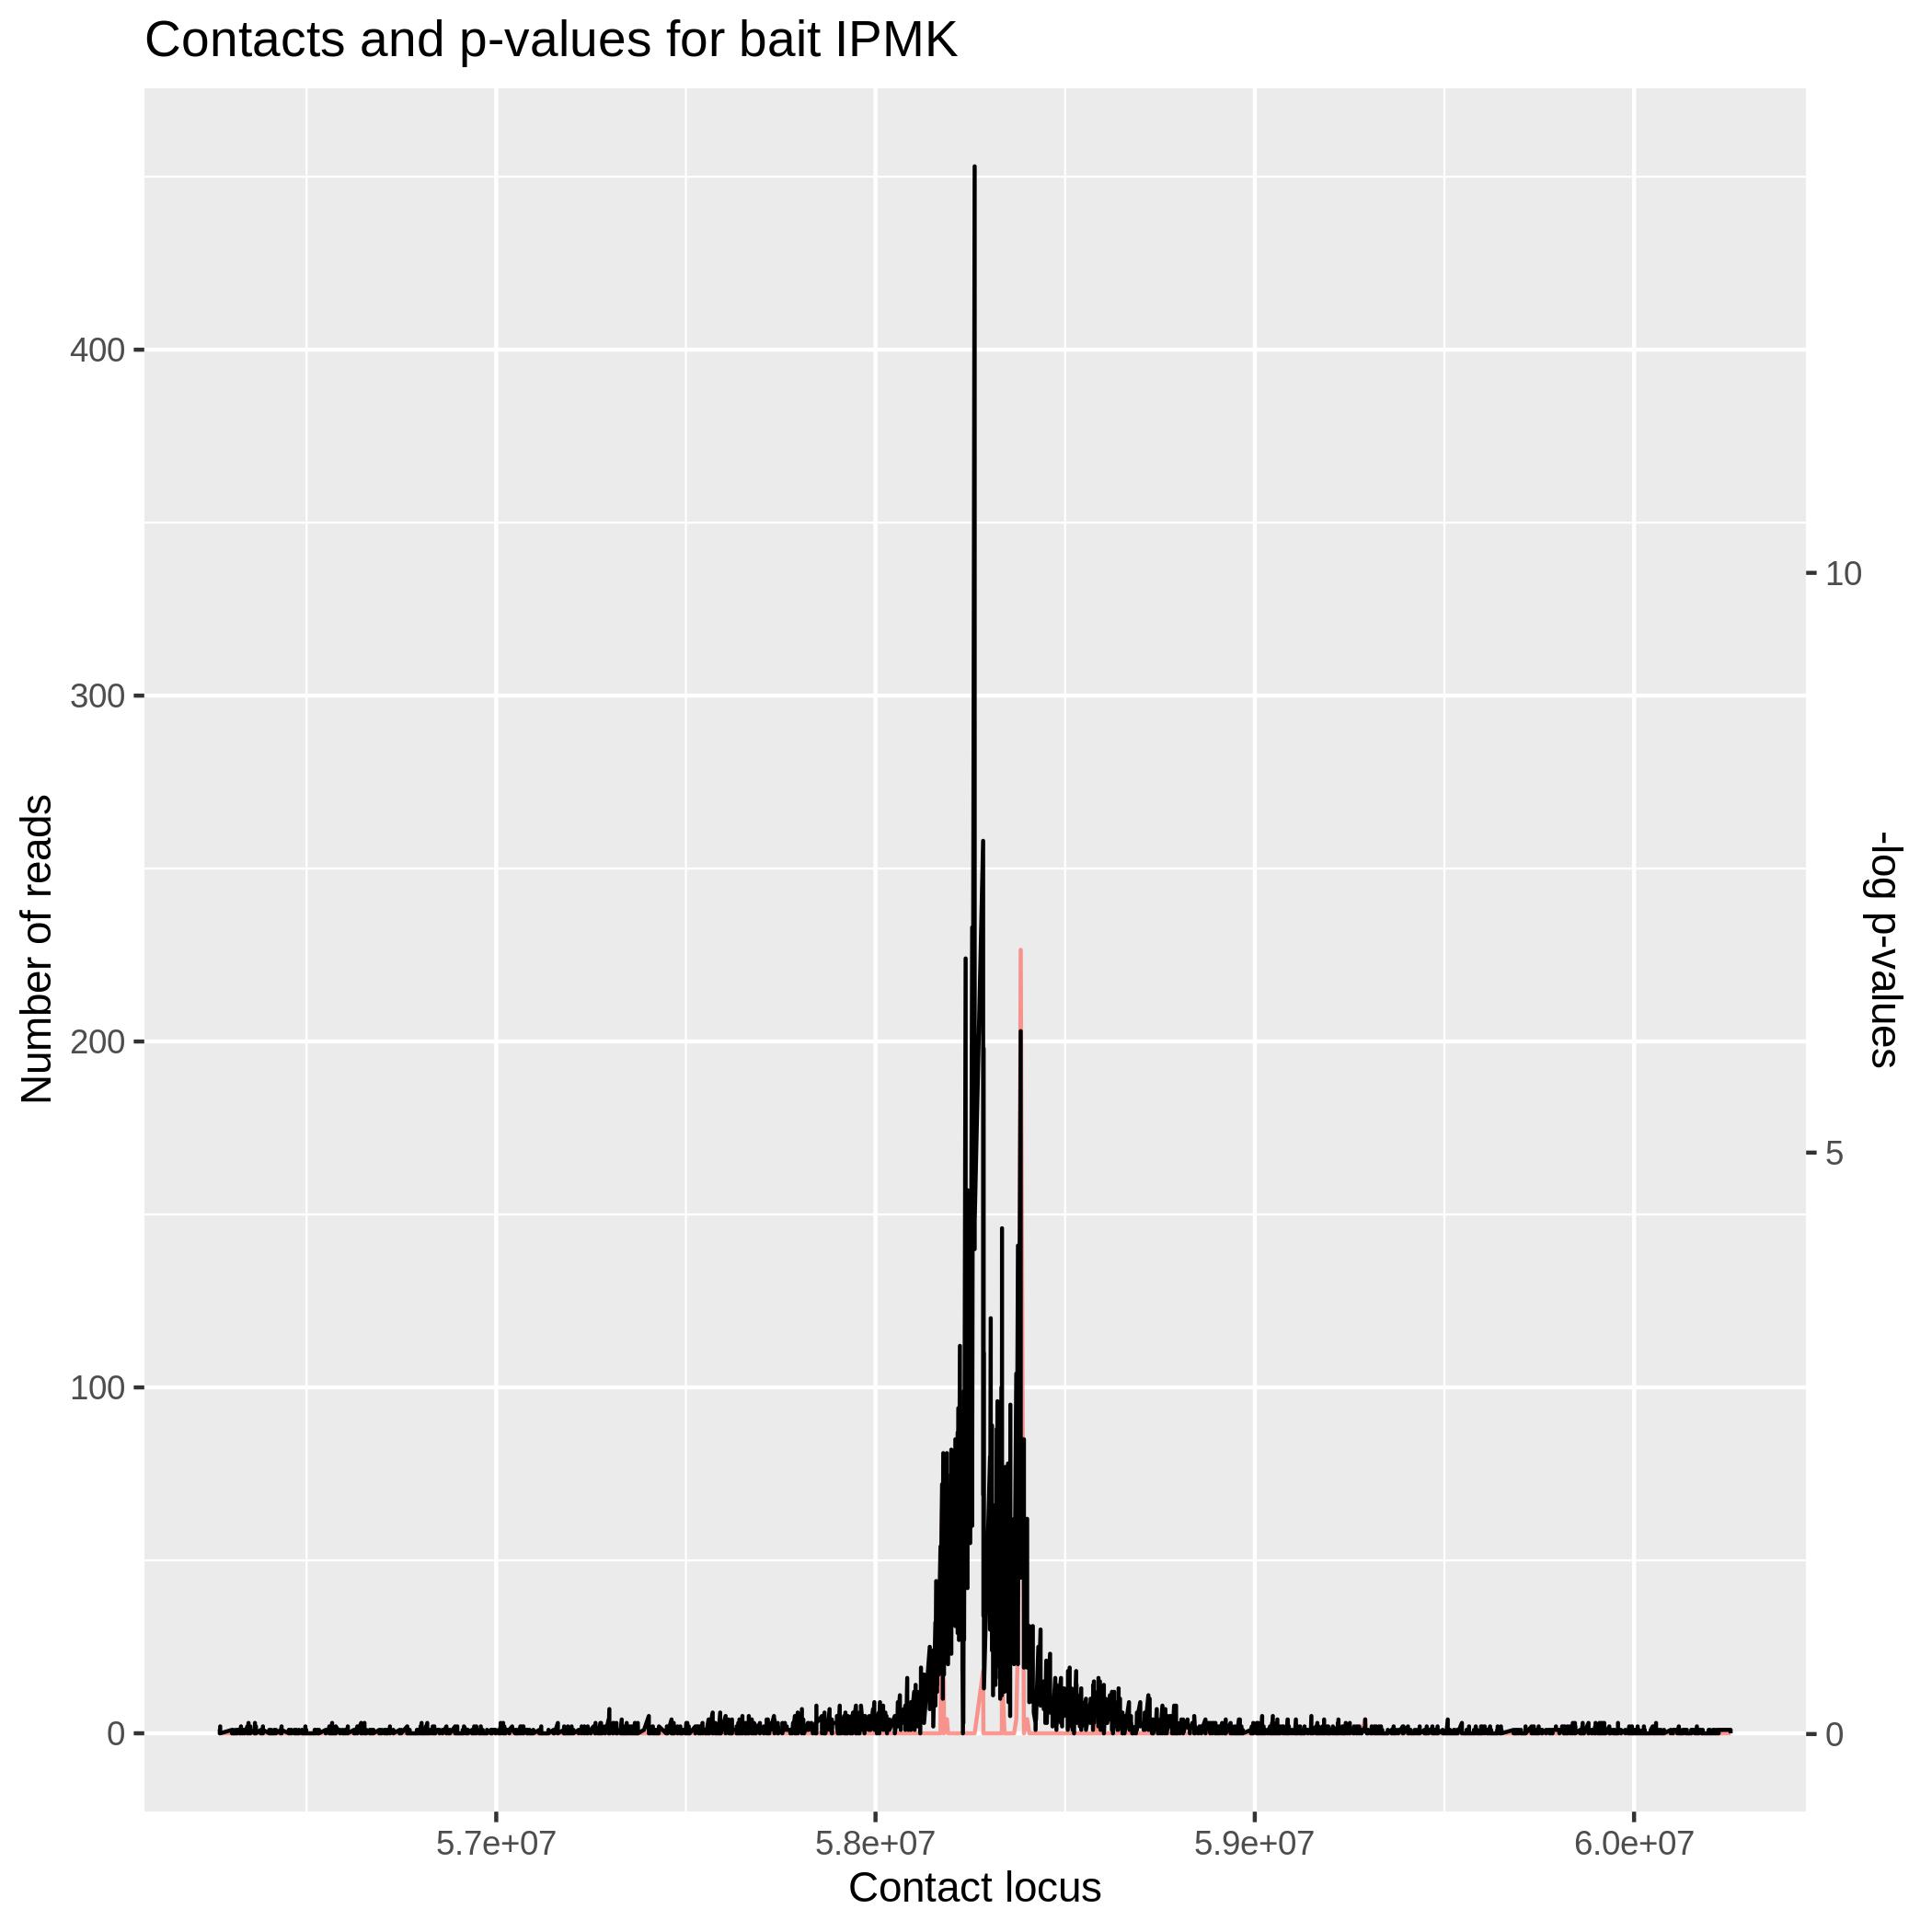 Contacts and p-values for bait IPMK
Number of reads
400
300
200
100
0
10
5
0
-log p-values
5.7e+07
5.8e+07
5.9e+07
6.0e+07
Contact locus